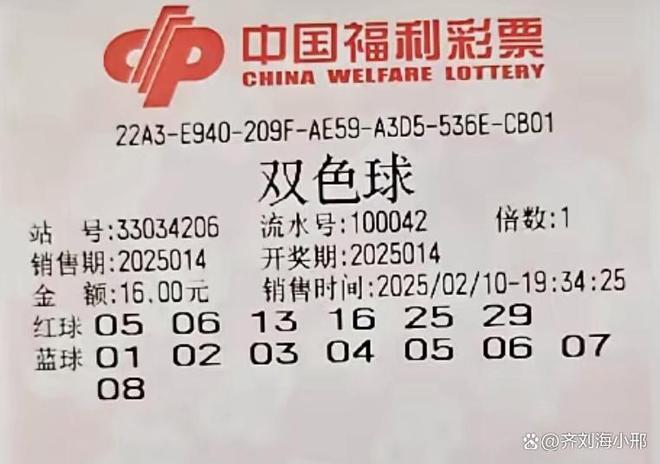 中国福利彩票
CHINA WELFARE LOTTERY
22A3-E940-209F-AE59-A3D5-536E-CB01
双色球
站 号:33034206 流水号:100042 倍数:1
销售期:2025014 开奖期:2025014
金 额:16.00元 销售时间:2025/02/10-19:34:25
红球 05 06 13 16 25 29
蓝球 01 02 03 04 05 06 07
08
@齐刘海小邢